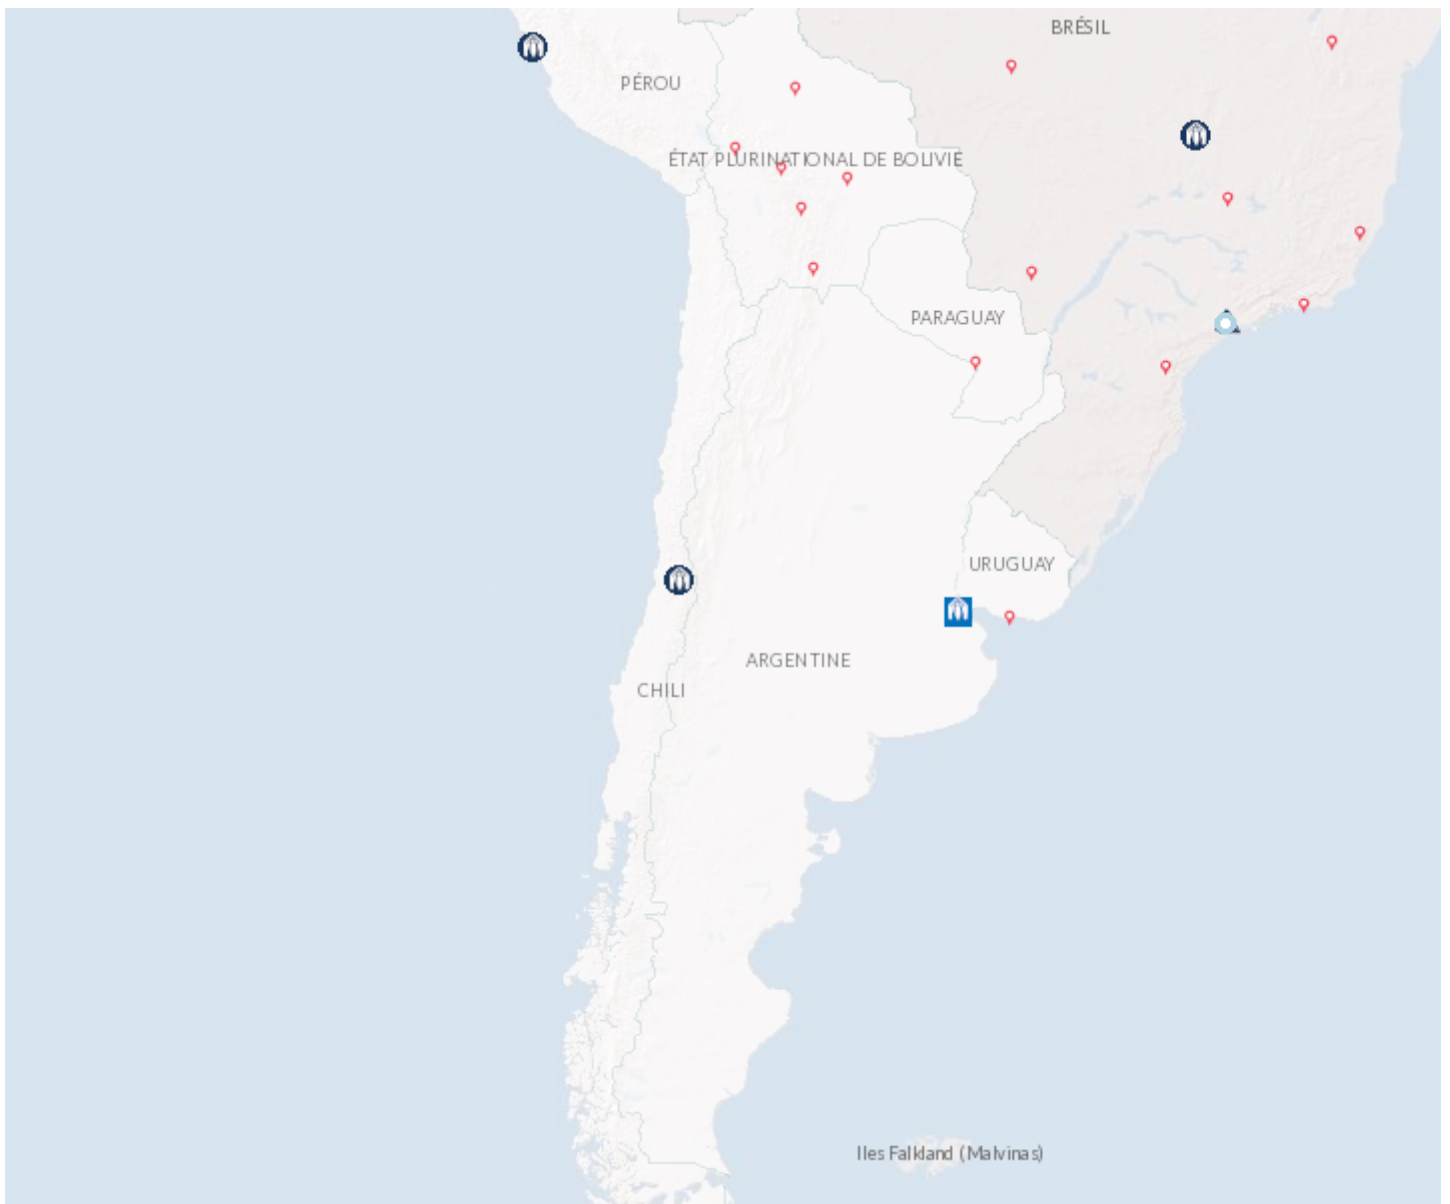 BRÉSIL
PÉROU
ÉTAT PLURINATIONAL DE BOLIVIE
PARAGUAY
URUGUAY
ARGENTINE
CHILI
Iles Falkland (Malvinas)